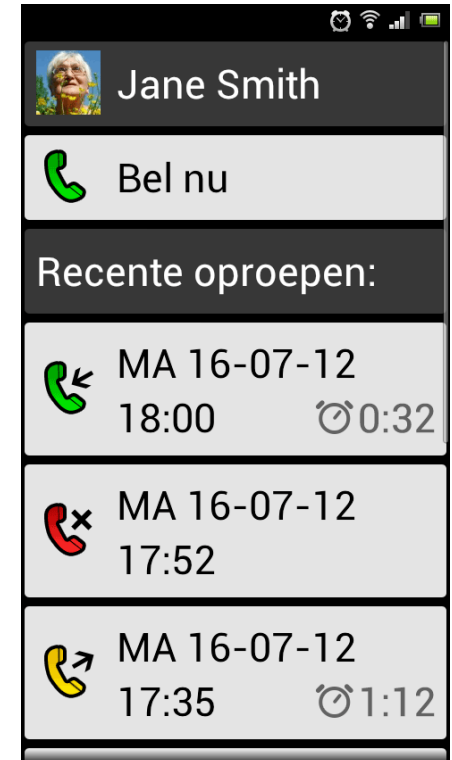 Jane Smith
Bel nu
Recente oproepen:
MA 16-07-12
18:00 0:32
MA 16-07-12
17:52
MA 16-07-12
17:35 1:12